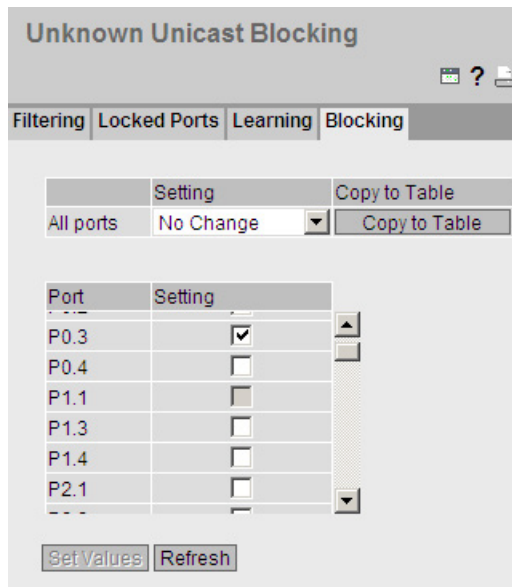 Unknown Unicast Blocking
?
Filtering Locked Ports Learning Blocking
Setting Copy to Table
All ports No Change Copy to Table
Port Setting
P0.3
P0.4
P1.1
P1.3
P1.4
P2.1
Set Values Refresh